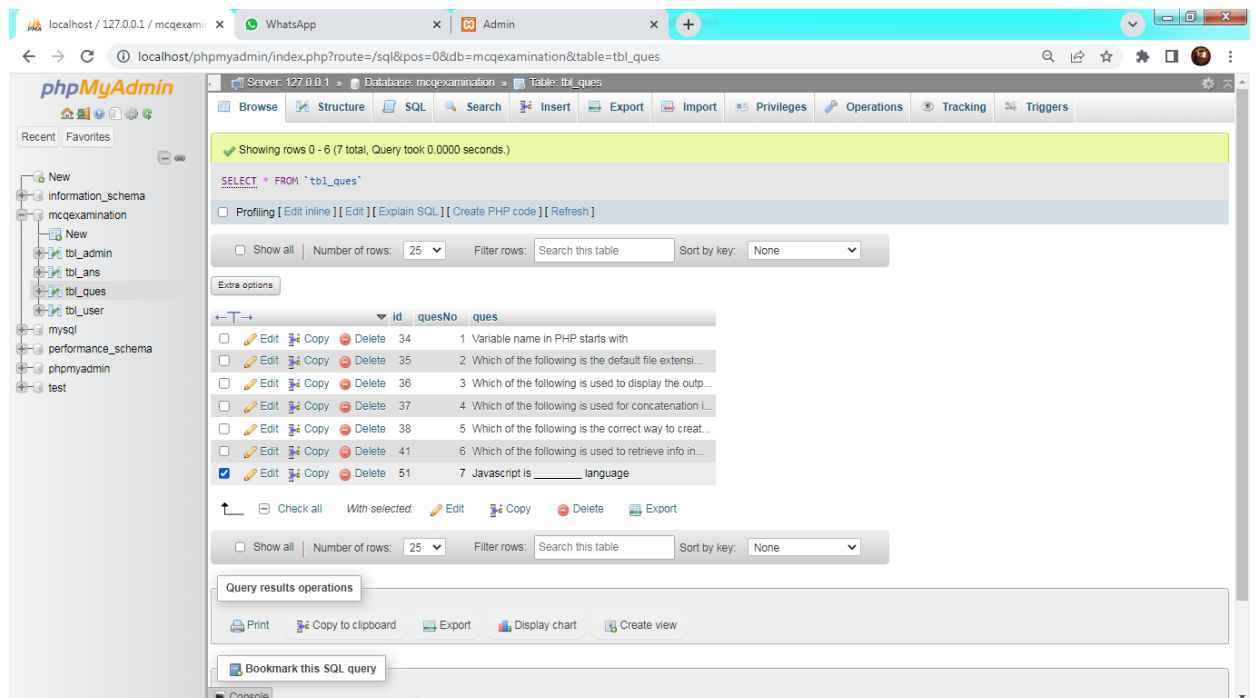 localhost / 127.0.0.1 / mcqexamin
WhatsApp
Admin
localhost/phpmyadmin/index.php?route=/sql&pos=0&db=mcqexamination&table=tbl_ques
phpMyAdmin
Recent Favorites
New
information_schema
mcqexamination
New
tbl_admin
tbl_ans
tbl_ques
tbl_user
mysql
performance_schema
phpmyadmin
test
Server: 127.0.0.1 » Database: mcqexamination » Table: tbl_ques
Browse Structure SQL Search Insert Export Import Privileges Operations Tracking Triggers
Showing rows 0 - 6 (7 total, Query took 0.0000 seconds.)
SELECT * FROM `tbl_ques`
Profiling [ Edit inline ] [ Edit ] [ Explain SQL ] [ Create PHP code ] [ Refresh ]
Show all | Number of rows: 25 Filter rows: Search this table Sort by key: None
Extra options
←T→ id quesNo ques
Edit Copy Delete 34 1 Variable name in PHP starts with
Edit Copy Delete 35 2 Which of the following is the default file extensi...
Edit Copy Delete 36 3 Which of the following is used to display the outp...
Edit Copy Delete 37 4 Which of the following is used for concatenation i...
Edit Copy Delete 38 5 Which of the following is the correct way to creat...
Edit Copy Delete 41 6 Which of the following is used to retrieve info in...
Edit Copy Delete 51 7 Javascript is ________ language
Check all With selected: Edit Copy Delete Export
Show all | Number of rows: 25 Filter rows: Search this table Sort by key: None
Query results operations
Print Copy to clipboard Export Display chart Create view
Bookmark this SQL query
Console